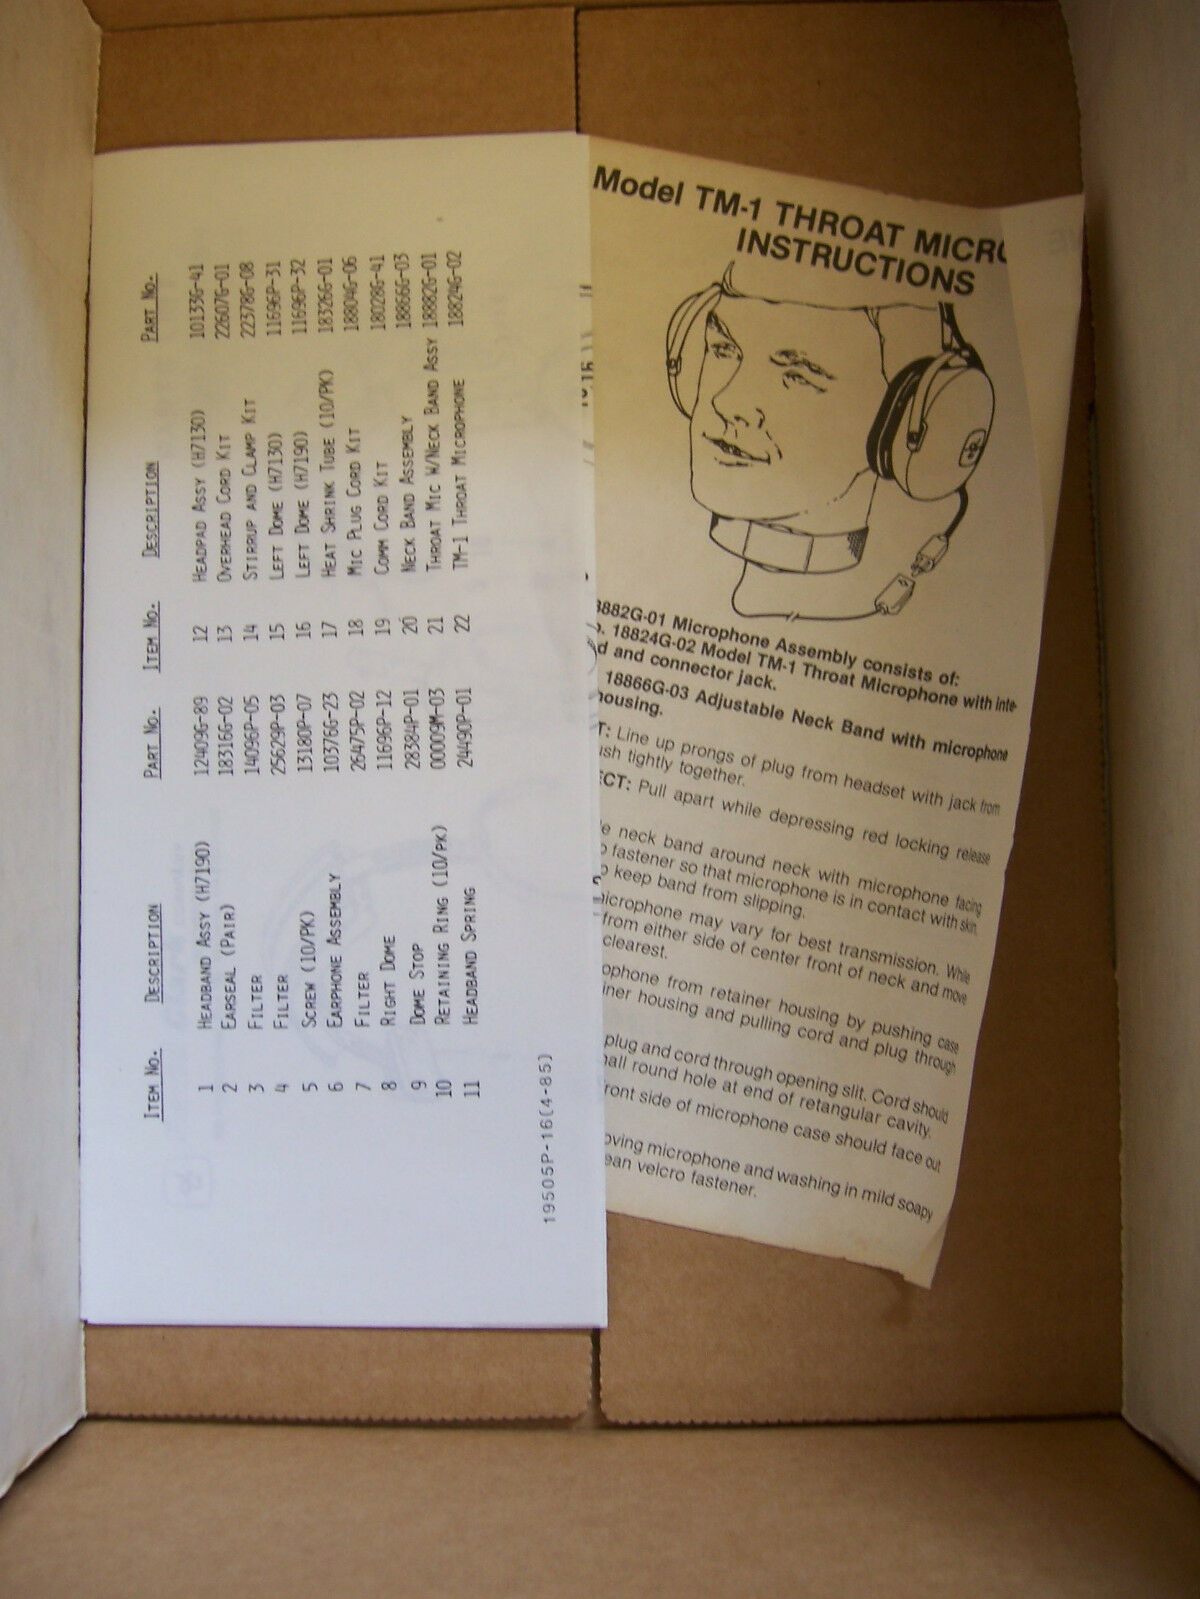 Item No. Description Part No. Item No. Description Part No.
1 Headband Assy (H7190) 12409G-89 12 Headpad Assy (H7130) 10133G-41
2 Earseal (Pair) 18316G-02 13 Overhead Cord Kit 22607G-01
3 Filter 14096P-05 14 Stirrup and Clamp Kit 22378G-08
4 Filter 25629P-03 15 Left Dome (H7130) 11696P-31
5 Screw (10/PK) 13180P-07 16 Left Dome (H7190) 11696P-32
6 Earphone Assembly 10376G-23 17 Heat Shrink Tube (10/PK) 18326G-01
7 Filter 26475P-02 18 Mic Plug Cord Kit 18804G-06
8 Right Dome 11696P-12 19 Comm Cord Kit 18028G-41
9 Dome Stop 28384P-01 20 Neck Band Assembly 18866G-03
10 Retaining Ring (10/PK) 00009M-03 21 Throat Mic W/Neck Band Assy 18882G-01
11 Headband Spring 24490P-01 22 TM-1 Throat Microphone 18824G-02
19505P-16(4-85)
Model TM-1 THROAT MICRO
INSTRUCTIONS
8882G-01 Microphone Assembly consists of:
o. 18824G-02 Model TM-1 Throat Microphone with inte-
d and connector jack.
18866G-03 Adjustable Neck Band with microphone
housing.
T: Line up prongs of plug from headset with jack from
ush tightly together.
ECT: Pull apart while depressing red locking release
e neck band around neck with microphone facing
o fastener so that microphone is in contact with skin.
o keep band from slipping.
icrophone may vary for best transmission. While
from either side of center front of neck and move
clearest.
ophone from retainer housing by pushing case
iner housing and pulling cord and plug through
plug and cord through opening slit. Cord should
mall round hole at end of retangular cavity.
ront side of microphone case should face out
oving microphone and washing in mild soapy
ean velcro fastener.